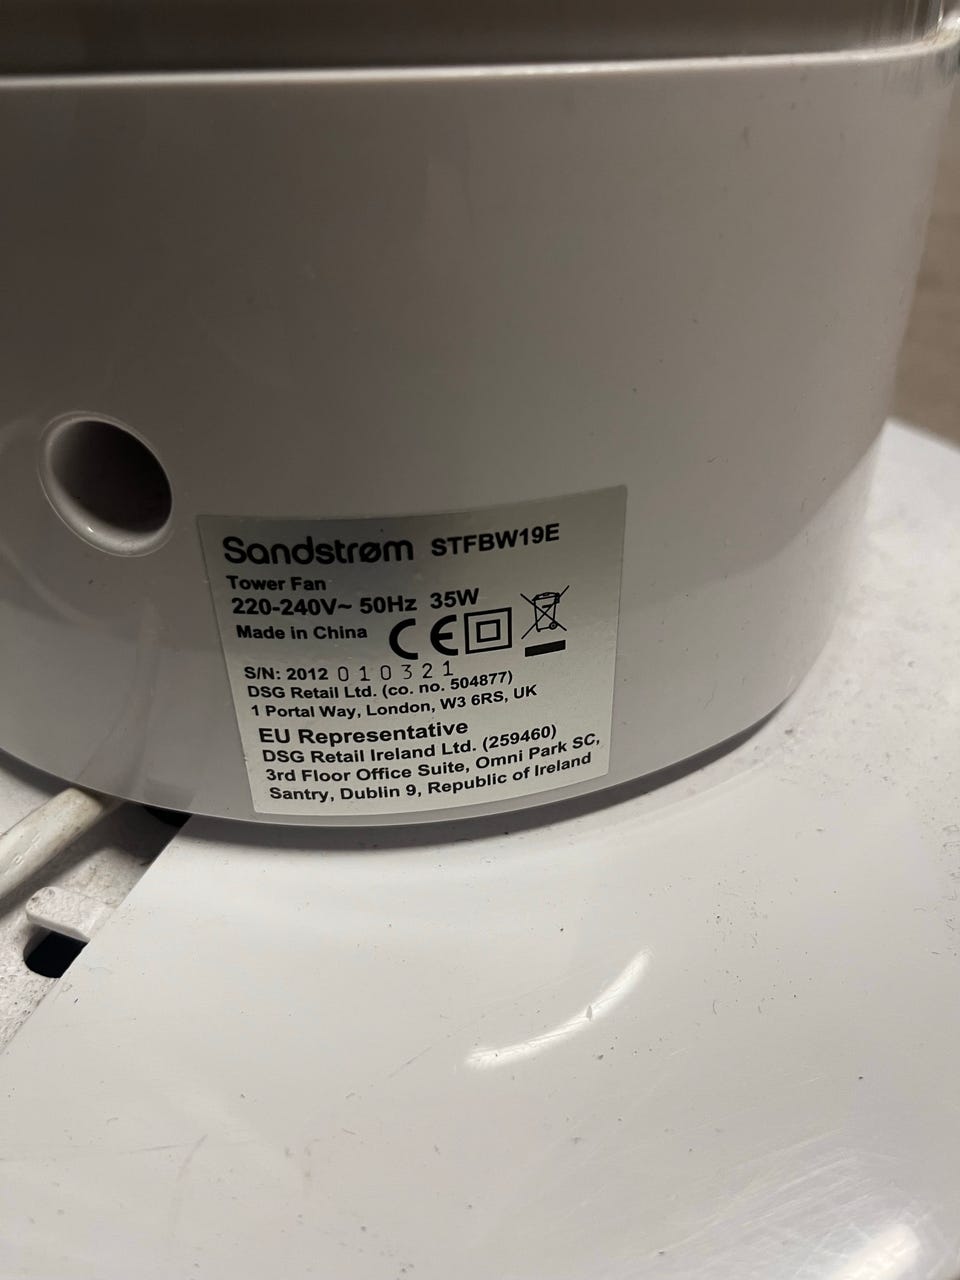 Sandstrøm STFBW19E
Tower Fan
220-240V~ 50Hz 35W
Made in China CE
S/N: 2012 010321
DSG Retail Ltd. (co. no. 504877)
1 Portal Way, London, W3 6RS, UK
EU Representative
DSG Retail Ireland Ltd. (259460)
3rd Floor Office Suite, Omni Park SC,
Santry, Dublin 9, Republic of Ireland